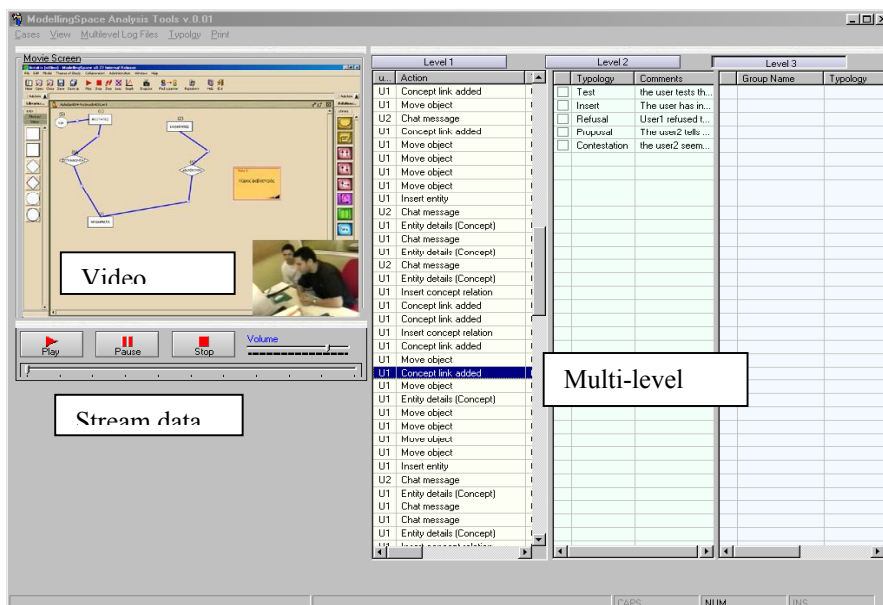 ModellingSpace Analysis Tools v.0.01
Cases View Multilevel Log Files Typolgy Print
Movie Screen
Video
Play Pause Stop Volume
Stream data
Level 1
u... Action
U1 Concept link added
U1 Move object
U2 Chat message
U1 Concept link added
U1 Move object
U1 Move object
U1 Move object
U1 Move object
U1 Insert entity
U2 Chat message
U1 Entity details (Concept)
U1 Chat message
U1 Entity details (Concept)
U2 Chat message
U1 Entity details (Concept)
U1 Insert concept relation
U1 Concept link added
U1 Concept link added
U1 Insert concept relation
U1 Concept link added
U1 Move object
U1 Concept link added
U1 Move object
U1 Entity details (Concept)
U1 Move object
U1 Move object
U1 Move object
U1 Move object
U1 Insert entity
U2 Chat message
U1 Entity details (Concept)
U1 Chat message
U1 Chat message
U1 Entity details (Concept)
U1 Insert concept relation
Level 2
Typology Comments
Test the user tests th...
Insert The user has in...
Refusal User1 refused t...
Proposal The user2 tells ...
Contestation the user2 seem...
Multi-level
Level 3
Group Name Typology
CAPS NUM INS